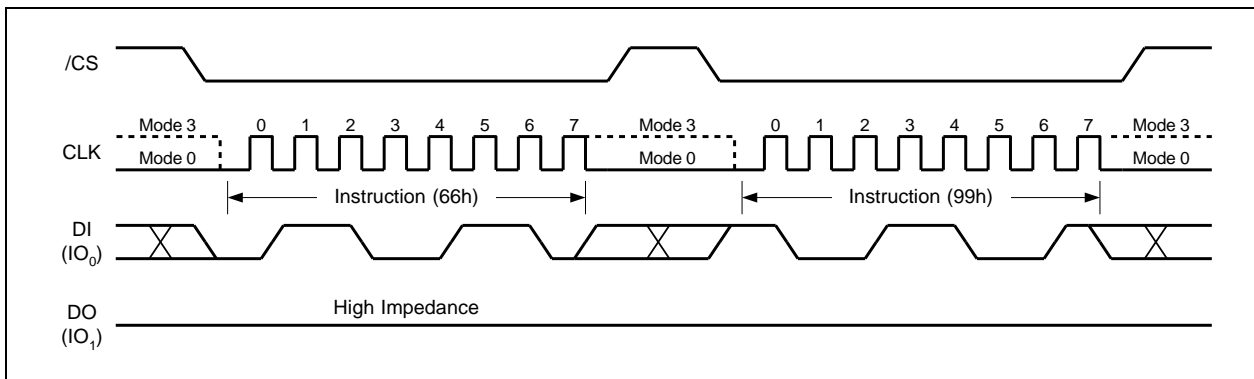 /CS
Mode 3 0 1 2 3 4 5 6 7 Mode 3 0 1 2 3 4 5 6 7 Mode 3
CLK
Mode 0 Mode 0 Mode 0
Instruction (66h) Instruction (99h)
DI
(IO₀)
High Impedance
DO
(IO₁)